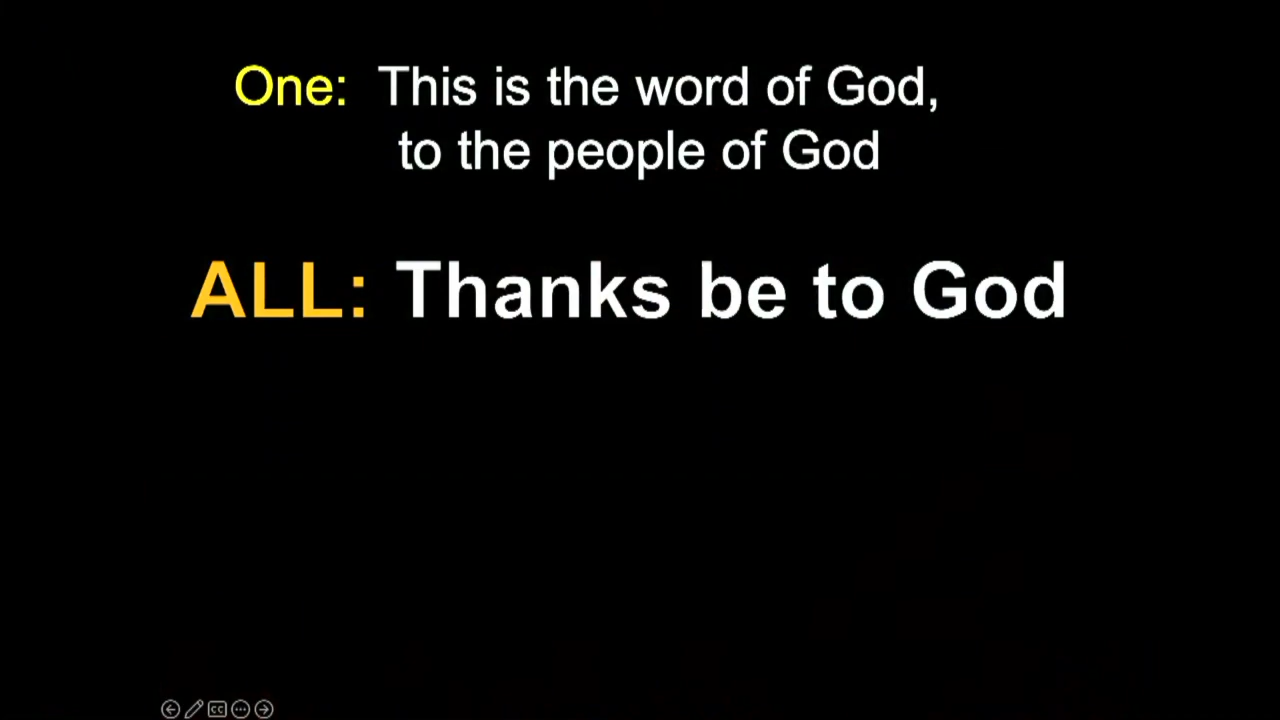 One: This is the word of God,
to the people of God
ALL: Thanks be to God